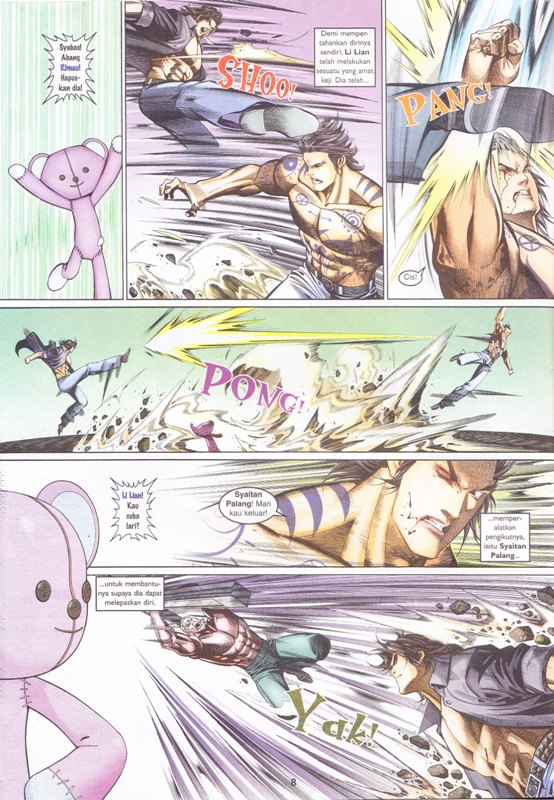 Syabas!
Abang
Rimau!
Hapus-
kan dia!
Demi memper-
tahankan dirinya
sendiri, Li Lian
telah melakukan
sesuatu yang amat
keji. Dia telah...
SHOO!
PANG!
Cis!
PONG!
Li Lian!
Kau
cuba
lari?
Syaitan
Palang! Mari
kau keluar!
...memper-
alatkan
pengikutnya,
iaitu Syaitan
Palang...
...untuk membantu-
nya supaya dia dapat
melepaskan diri.
Yak!
8